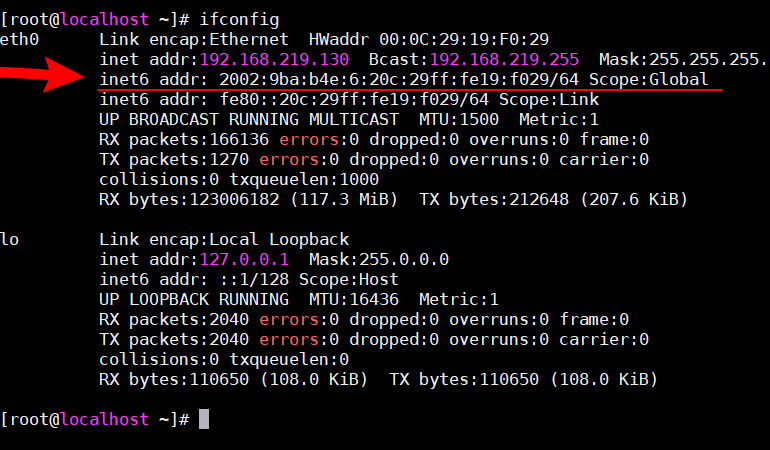 [root@localhost ~]# ifconfig
eth0 Link encap:Ethernet HWaddr 00:0C:29:19:F0:29
inet addr:192.168.219.130 Bcast:192.168.219.255 Mask:255.255.255.
inet6 addr: 2002:9ba:b4e:6:20c:29ff:fe19:f029/64 Scope:Global
inet6 addr: fe80::20c:29ff:fe19:f029/64 Scope:Link
UP BROADCAST RUNNING MULTICAST MTU:1500 Metric:1
RX packets:166136 errors:0 dropped:0 overruns:0 frame:0
TX packets:1270 errors:0 dropped:0 overruns:0 carrier:0
collisions:0 txqueuelen:1000
RX bytes:123006182 (117.3 MiB) TX bytes:212648 (207.6 KiB)
lo Link encap:Local Loopback
inet addr:127.0.0.1 Mask:255.0.0.0
inet6 addr: ::1/128 Scope:Host
UP LOOPBACK RUNNING MTU:16436 Metric:1
RX packets:2040 errors:0 dropped:0 overruns:0 frame:0
TX packets:2040 errors:0 dropped:0 overruns:0 carrier:0
collisions:0 txqueuelen:0
RX bytes:110650 (108.0 KiB) TX bytes:110650 (108.0 KiB)
[root@localhost ~]#